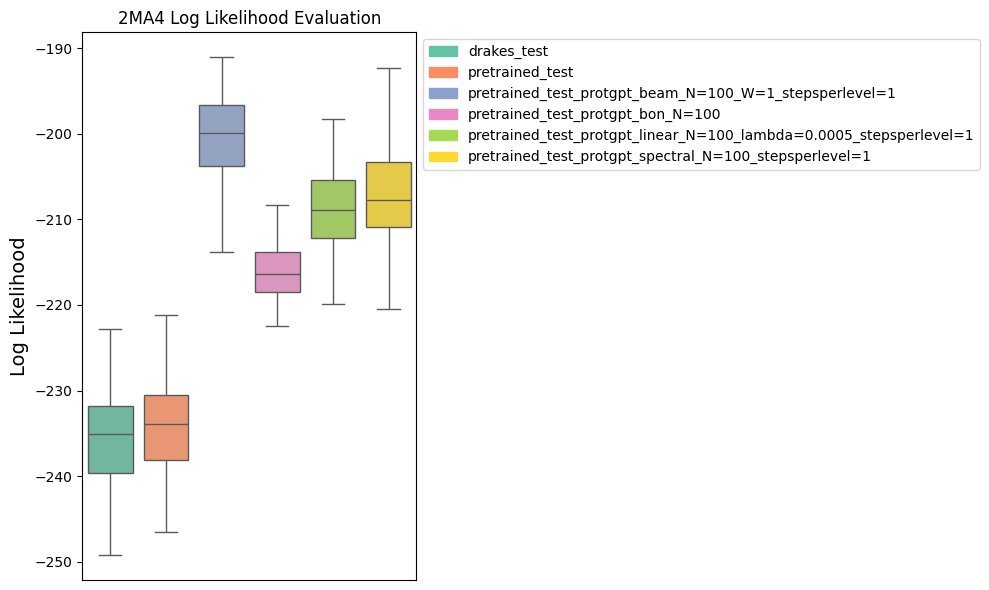 2MA4 Log Likelihood Evaluation
Log Likelihood
−190
−200
−210
−220
−230
−240
−250
drakes_test
pretrained_test
pretrained_test_protgpt_beam_N=100_W=1_stepsperlevel=1
pretrained_test_protgpt_bon_N=100
pretrained_test_protgpt_linear_N=100_lambda=0.0005_stepsperlevel=1
pretrained_test_protgpt_spectral_N=100_stepsperlevel=1